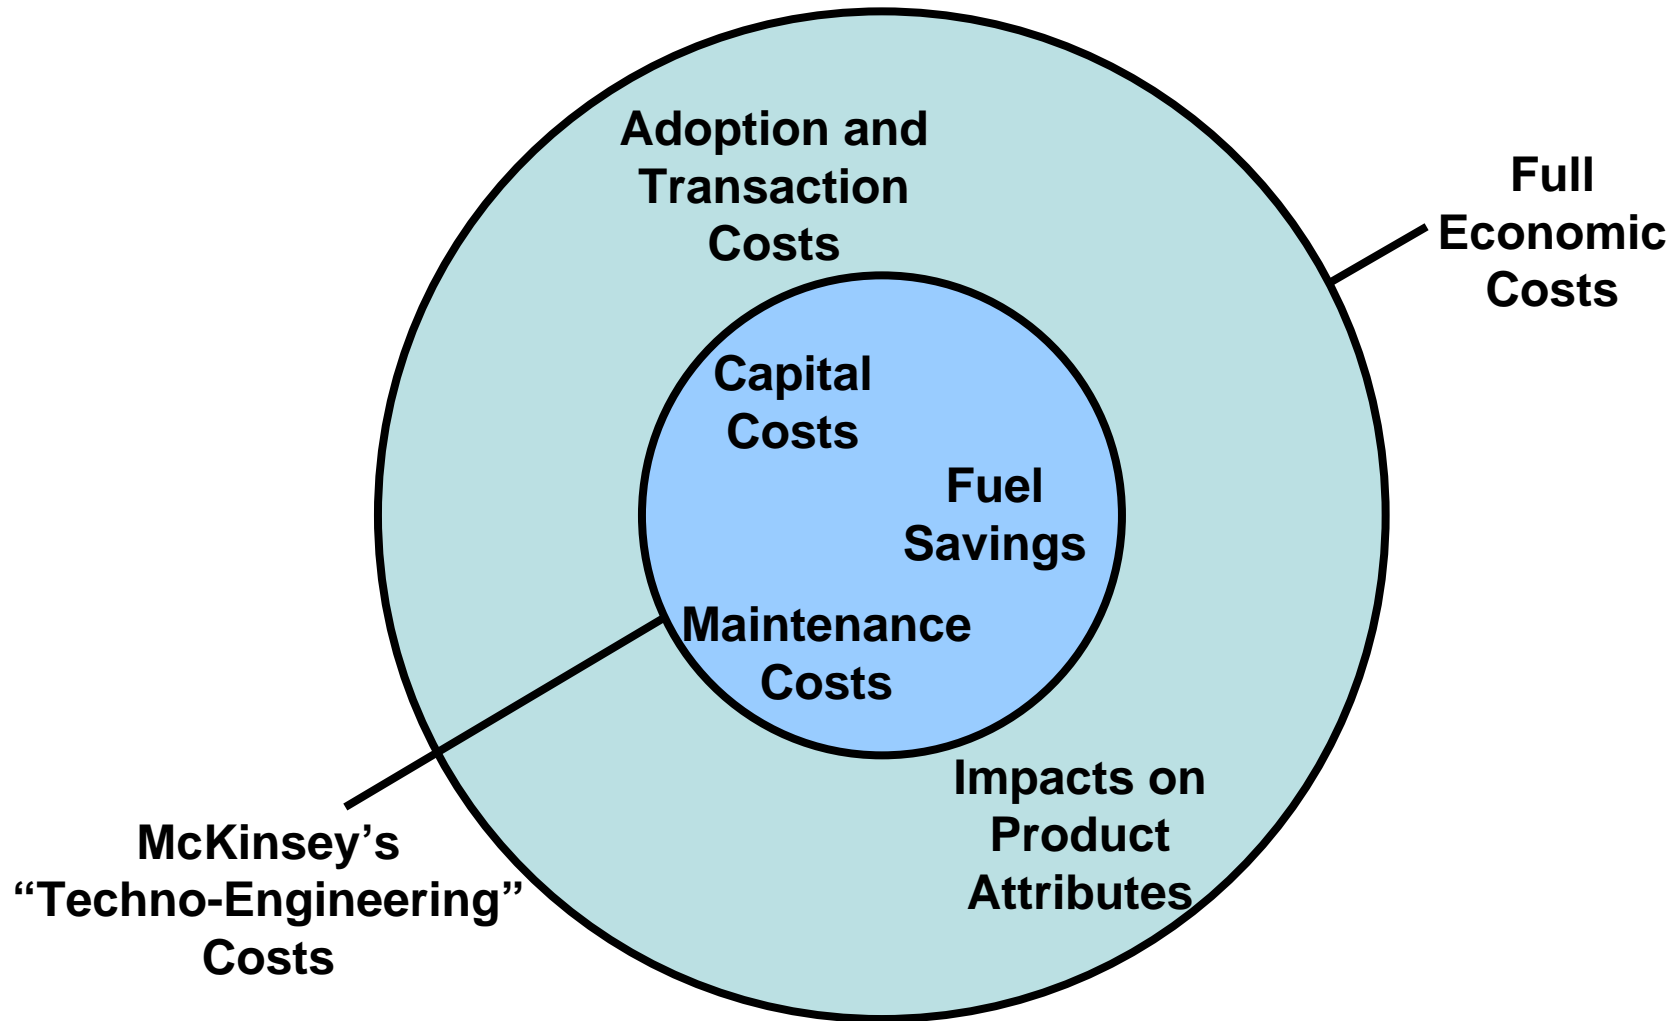 Adoption and
Transaction
Costs
Full
Economic
Costs
Capital
Costs
Fuel
Savings
Maintenance
Costs
Impacts on
Product
Attributes
McKinsey’s
“Techno-Engineering”
Costs